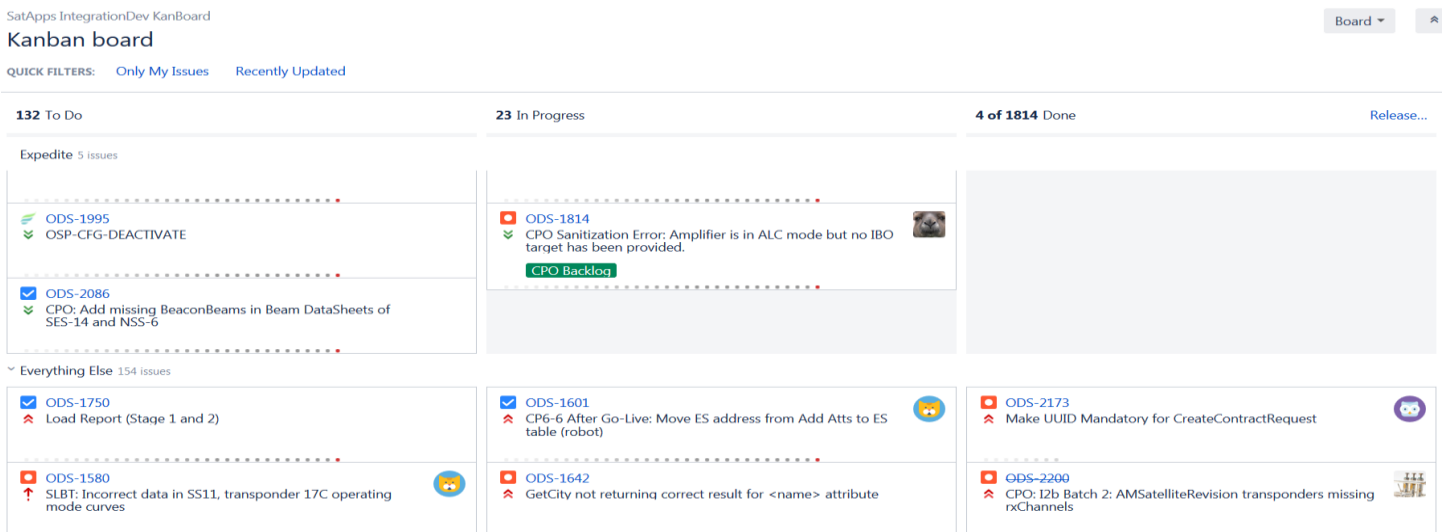 SatApps IntegrationDev KanBoard
Kanban board
Board
QUICK FILTERS: Only My Issues Recently Updated
132 To Do
23 In Progress
4 of 1814 Done
Release...
Expedite 5 issues
ODS-1995
OSP-CFG-DEACTIVATE
ODS-2086
CPO: Add missing BeaconBeams in Beam DataSheets of
SES-14 and NSS-6
ODS-1814
CPO Sanitization Error: Amplifier is in ALC mode but no IBO
target has been provided.
CPO Backlog
Everything Else 154 issues
ODS-1750
Load Report (Stage 1 and 2)
ODS-1580
SLBT: Incorrect data in SS11, transponder 17C operating
mode curves
ODS-1601
CP6-6 After Go-Live: Move ES address from Add Atts to ES
table (robot)
ODS-1642
GetCity not returning correct result for <name> attribute
ODS-2173
Make UUID Mandatory for CreateContractRequest
ODS-2200
CPO: I2b Batch 2: AMSatelliteRevision transponders missing
rxChannels